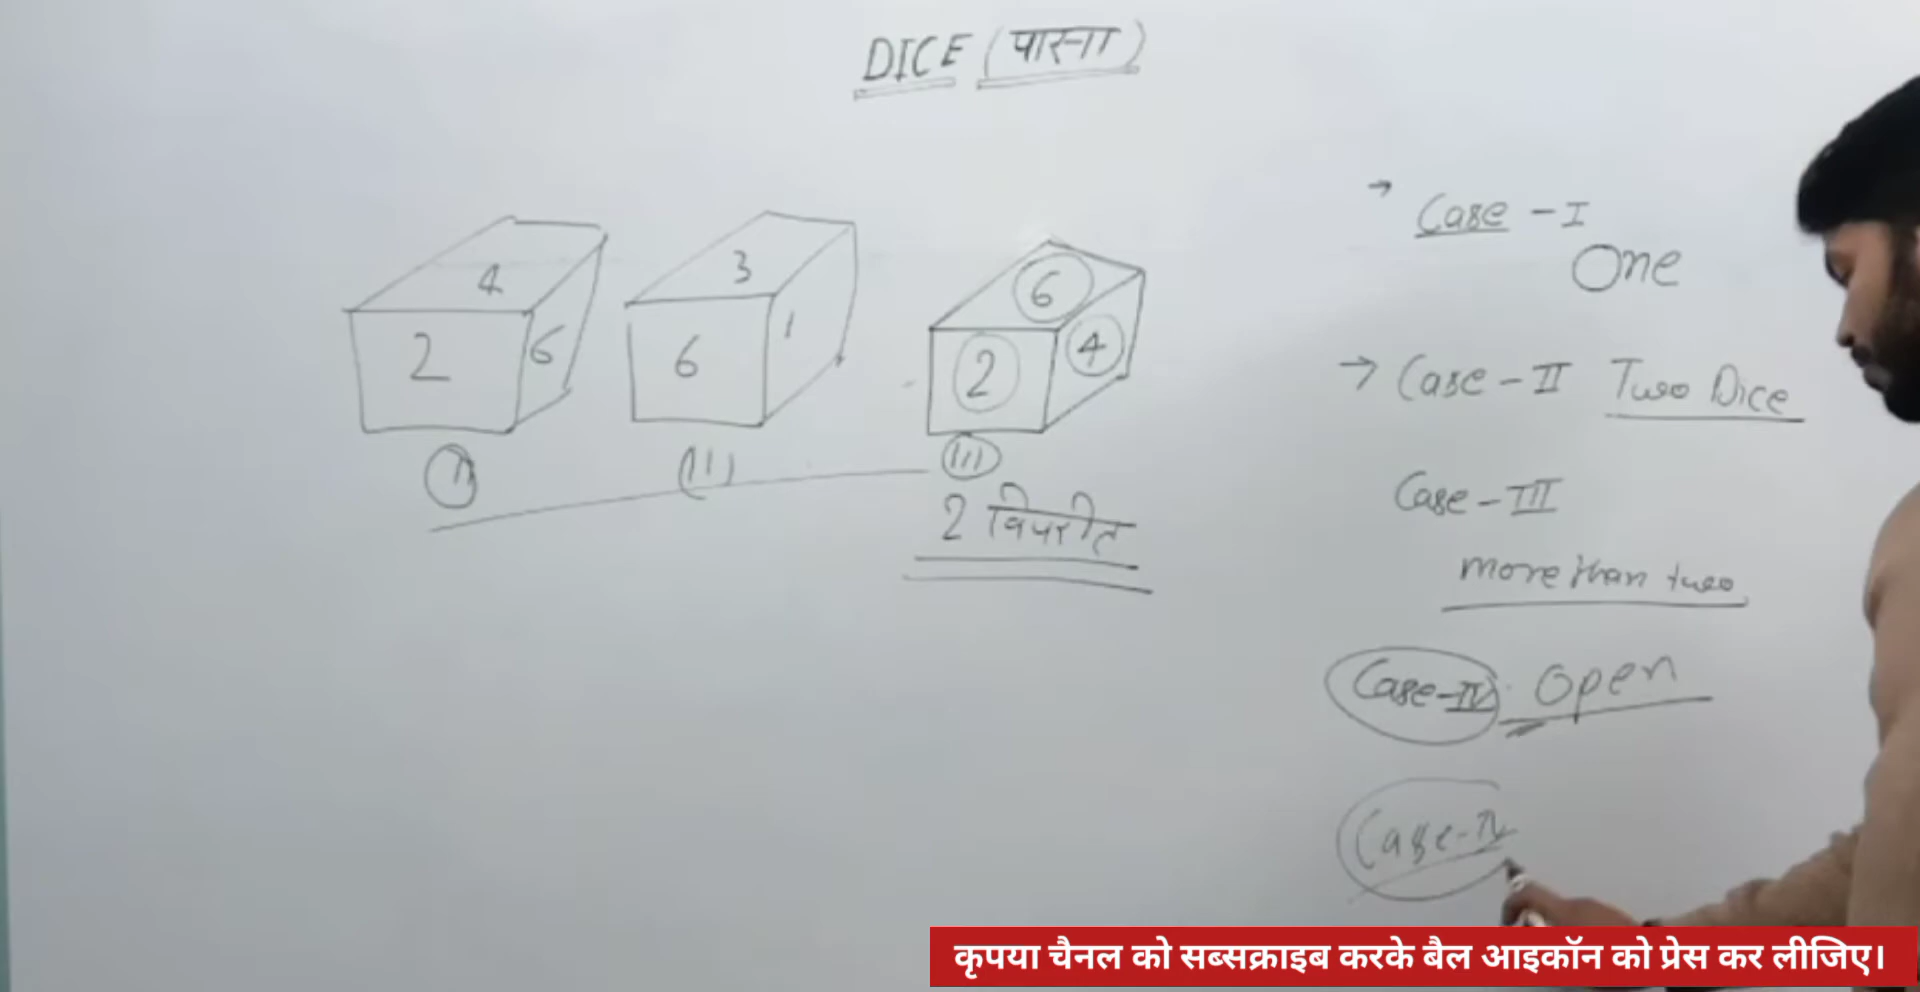 DICE (पासा)
4
2 6
(I)
3
6 1
(II)
6
2 4
(III)
2 विपरीत
→ Case - I
One
→ Case - II Two Dice
Case - III
more than two
Case-IV Open
Case-IV
कृपया चैनल को सब्सक्राइब करके बैल आइकॉन को प्रेस कर लीजिए।